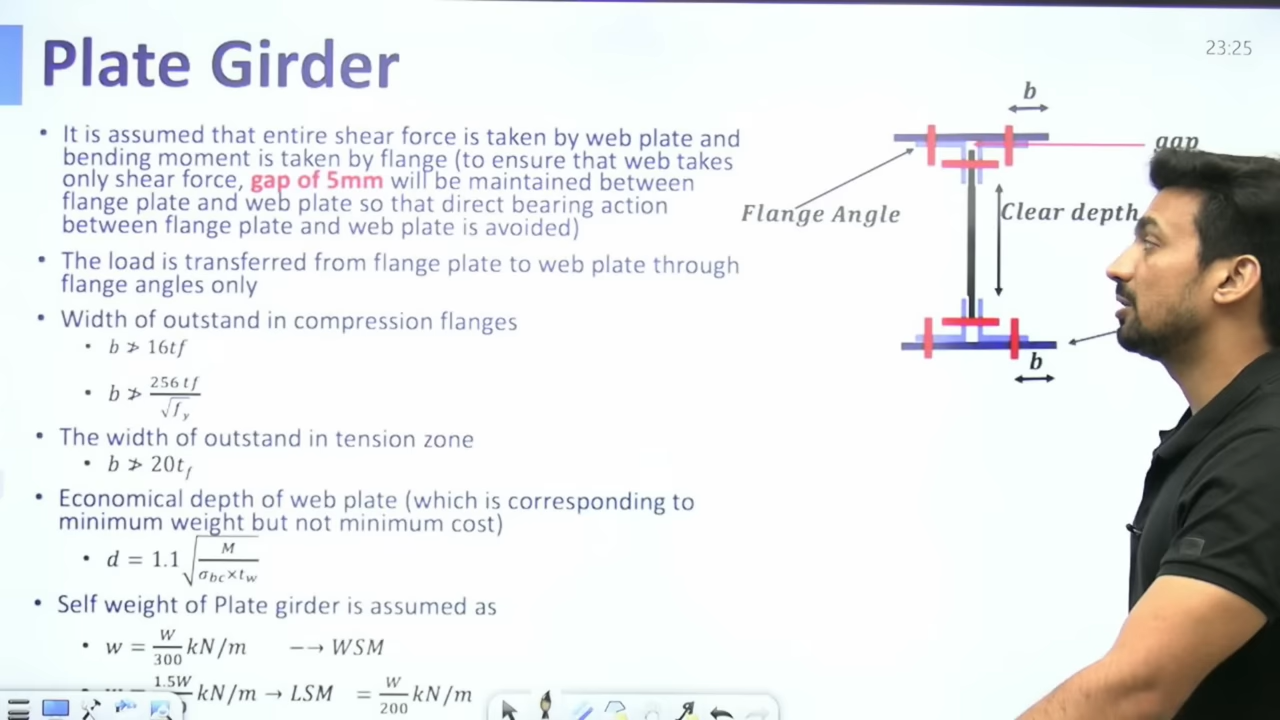 Plate Girder
23:25
• It is assumed that entire shear force is taken by web plate and
bending moment is taken by flange (to ensure that web takes
only shear force, gap of 5mm will be maintained between
flange plate and web plate so that direct bearing action
between flange plate and web plate is avoided)
• The load is transferred from flange plate to web plate through
flange angles only
• Width of outstand in compression flanges
• b ≯ 16tf
• b ≯ 256 tf / √f_y
• The width of outstand in tension zone
• b ≯ 20t_f
• Economical depth of web plate (which is corresponding to
minimum weight but not minimum cost)
• d = 1.1 √(M / σ_bc×t_w)
• Self weight of Plate girder is assumed as
• w = W/300 kN/m −→ WSM
1.5W kN/m → LSM = W/200 kN/m
b
gap
Flange Angle
Clear depth
b